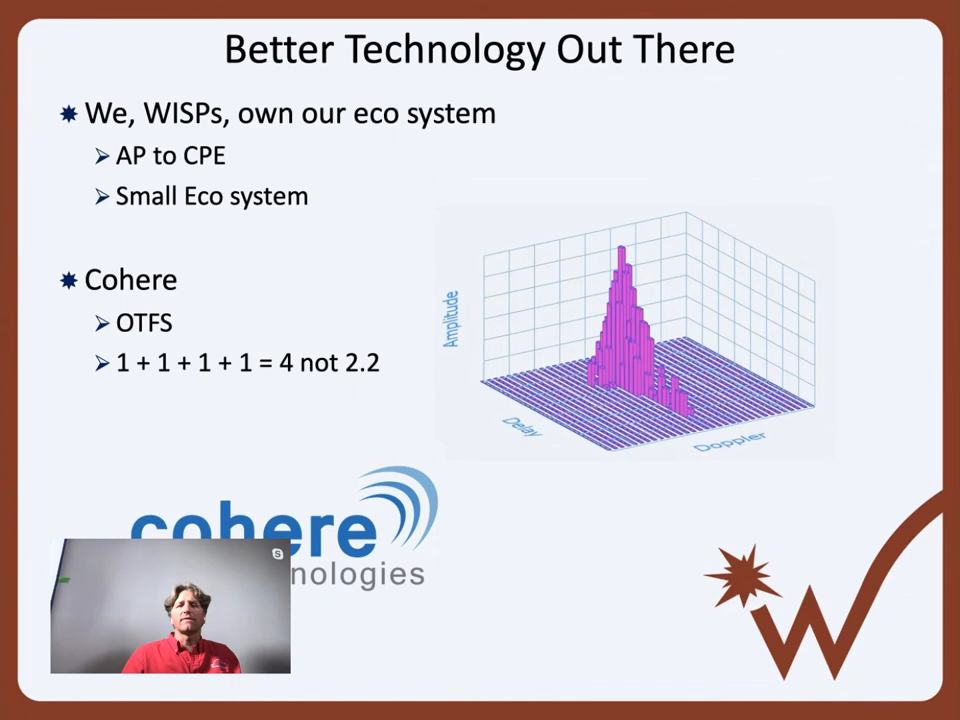 Better Technology Out There
We, WISPs, own our eco system
AP to CPE
Small Eco system
Cohere
OTFS
1 + 1 + 1 + 1 = 4 not 2.2
Amplitude
Delay
Doppler
cohere
nologies
S
W